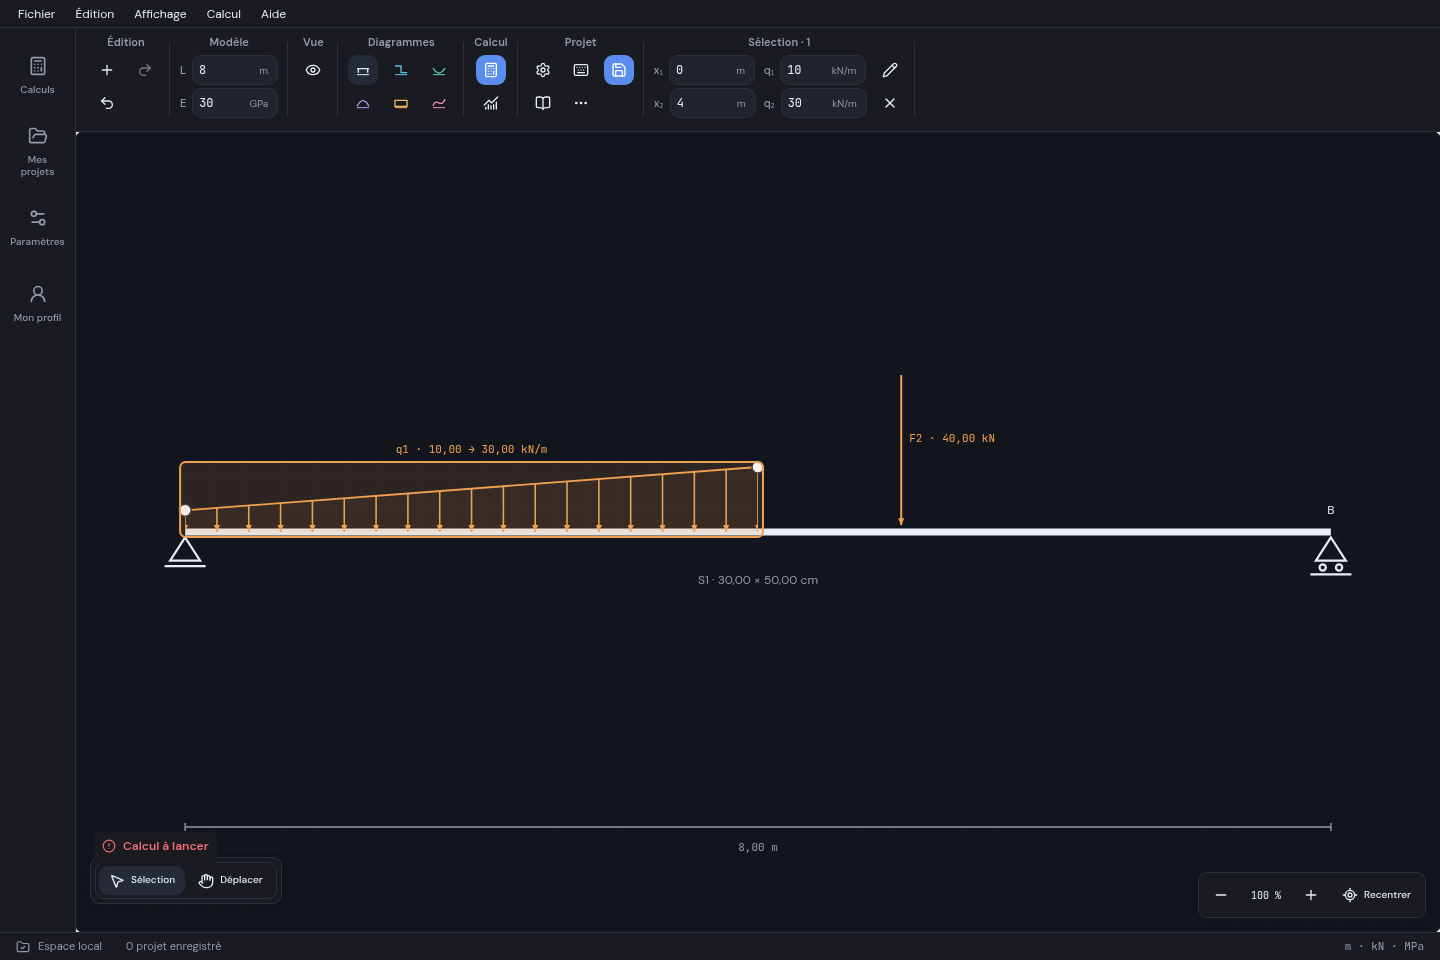 Fichier Édition Affichage Calcul Aide
Calculs
Mes
projets
Paramètres
Mon profil
Édition Modèle Vue Diagrammes Calcul Projet Sélection · 1
L 8 m
E 30 GPa
x₁ 0 m q₁ 10 kN/m
x₂ 4 m q₂ 30 kN/m
F2 · 40,00 kN
q1 · 10,00 → 30,00 kN/m
B
S1 · 30,00 × 50,00 cm
8,00 m
Calcul à lancer
Sélection Déplacer
100 % Recentrer
Espace local 0 projet enregistré m · kN · MPa